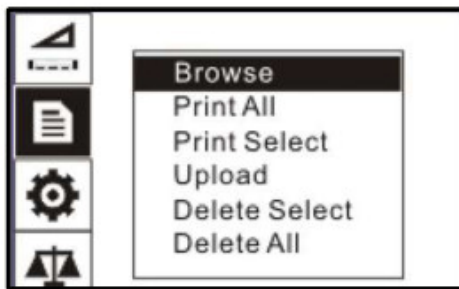 Browse
Print All
Print Select
Upload
Delete Select
Delete All